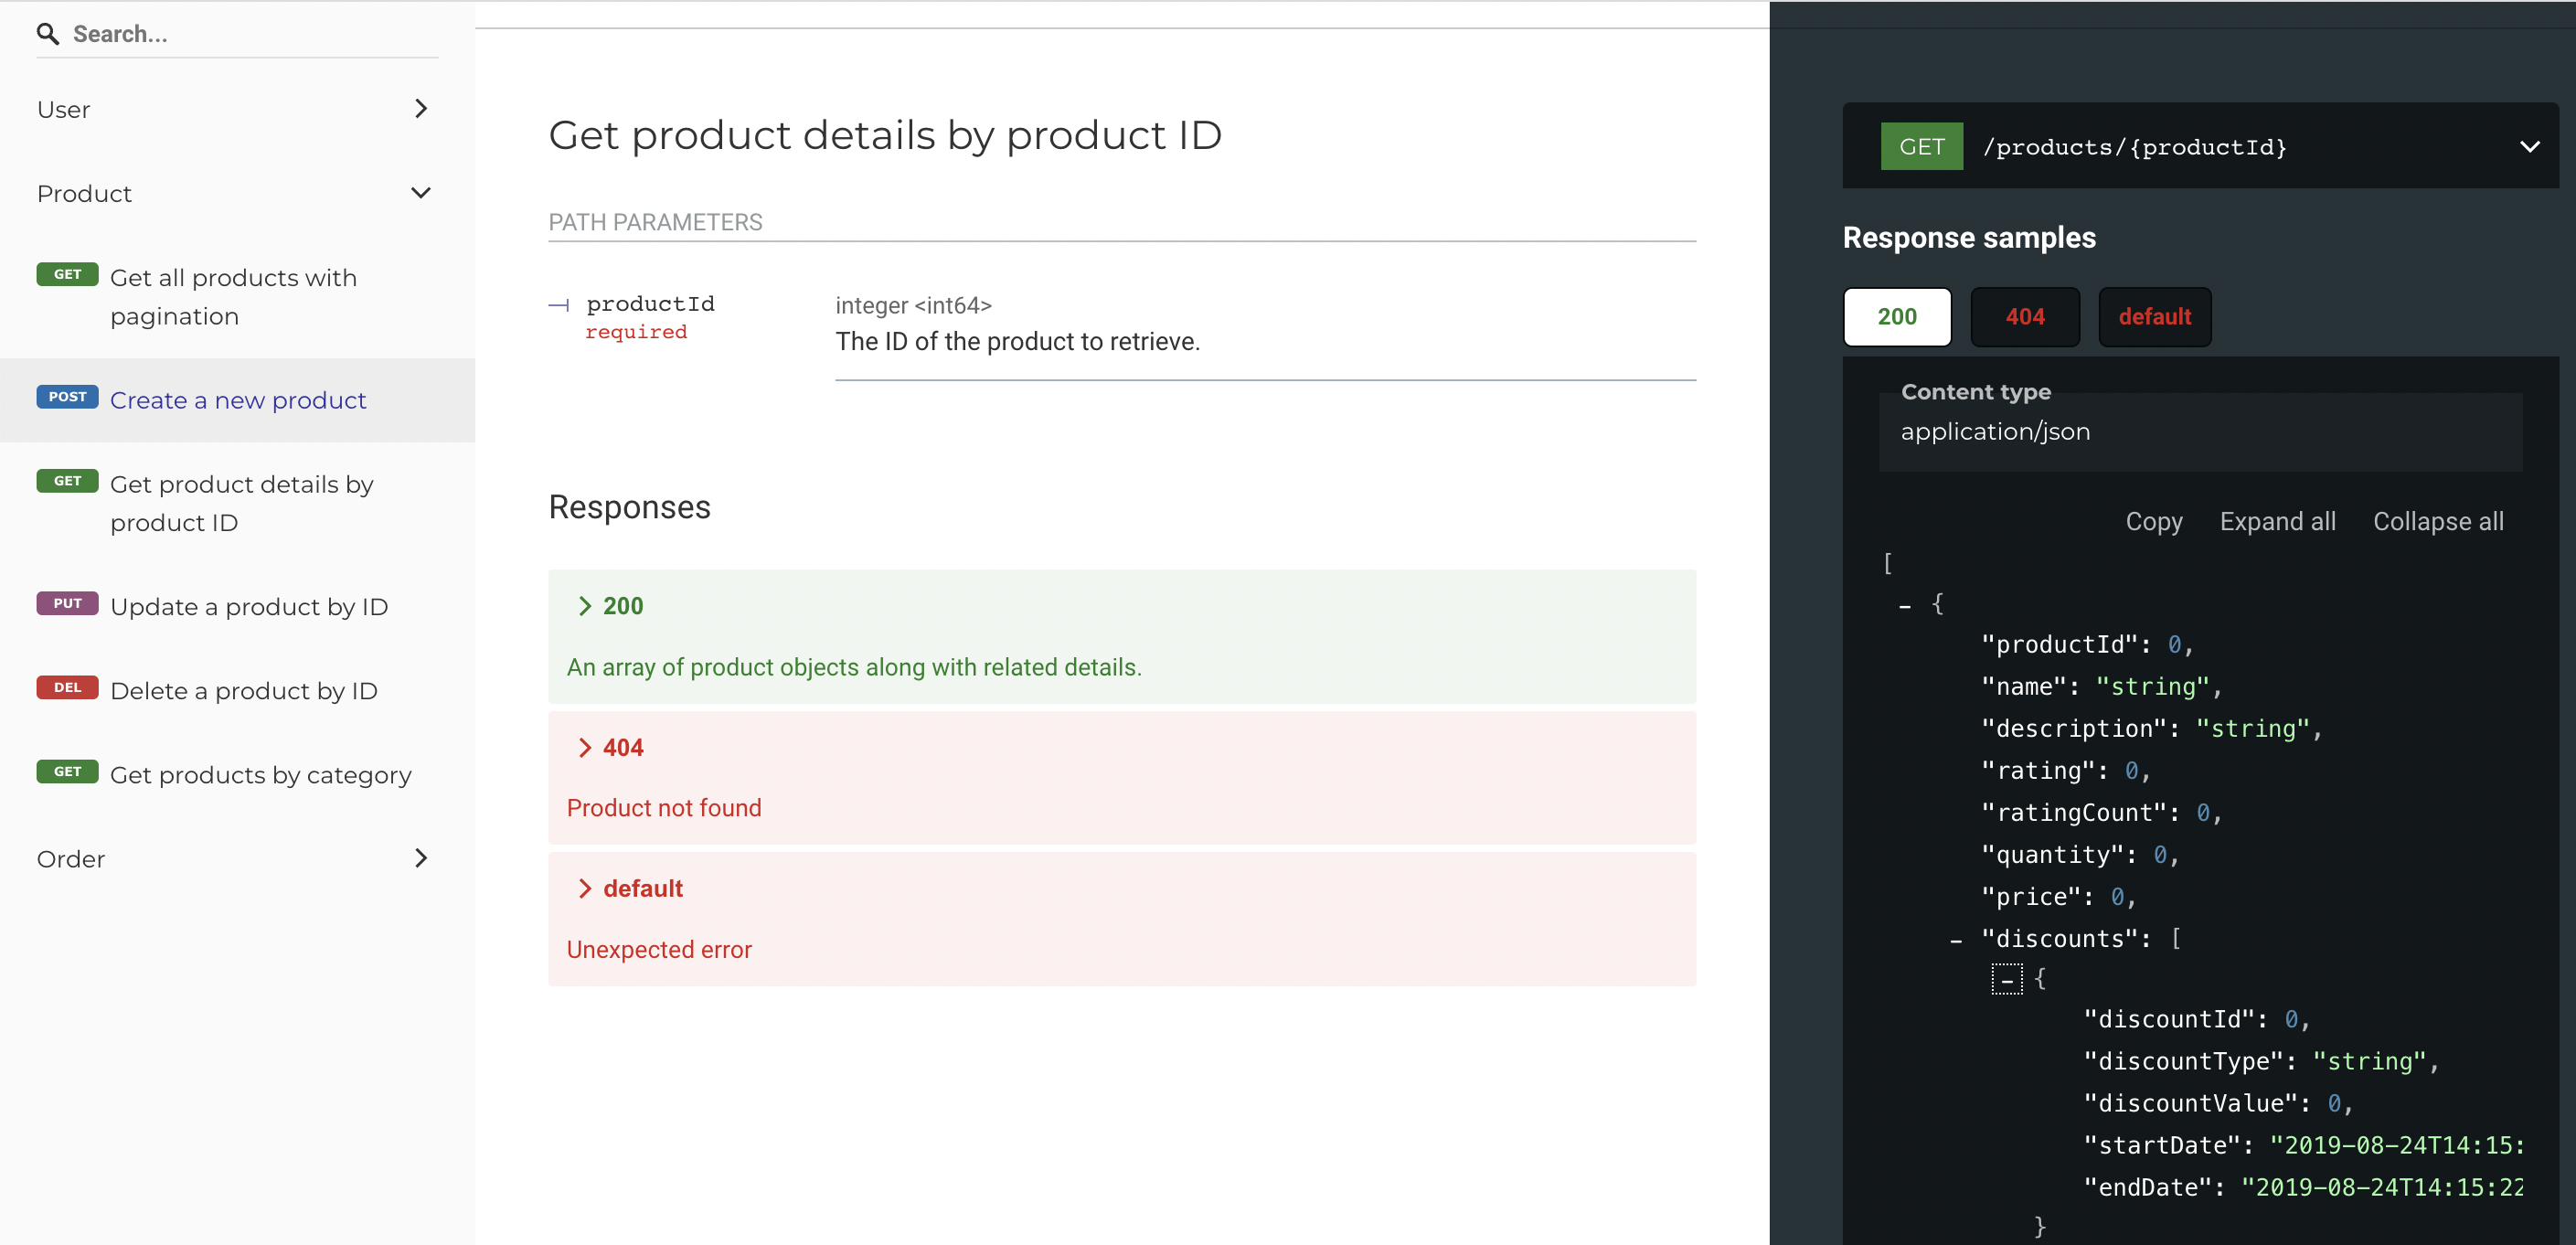 Search...
User
Product
GET Get all products with
pagination
POST Create a new product
GET Get product details by
product ID
PUT Update a product by ID
DEL Delete a product by ID
GET Get products by category
Order
Get product details by product ID
PATH PARAMETERS
productId
required
integer <int64>
The ID of the product to retrieve.
Responses
200
An array of product objects along with related details.
404
Product not found
default
Unexpected error
GET /products/{productId}
Response samples
200 404 default
Content type
application/json
Copy Expand all Collapse all
[
- {
"productId": 0,
"name": "string",
"description": "string",
"rating": 0,
"ratingCount": 0,
"quantity": 0,
"price": 0,
- "discounts": [
- {
"discountId": 0,
"discountType": "string",
"discountValue": 0,
"startDate": "2019-08-24T14:15:
"endDate": "2019-08-24T14:15:22
}